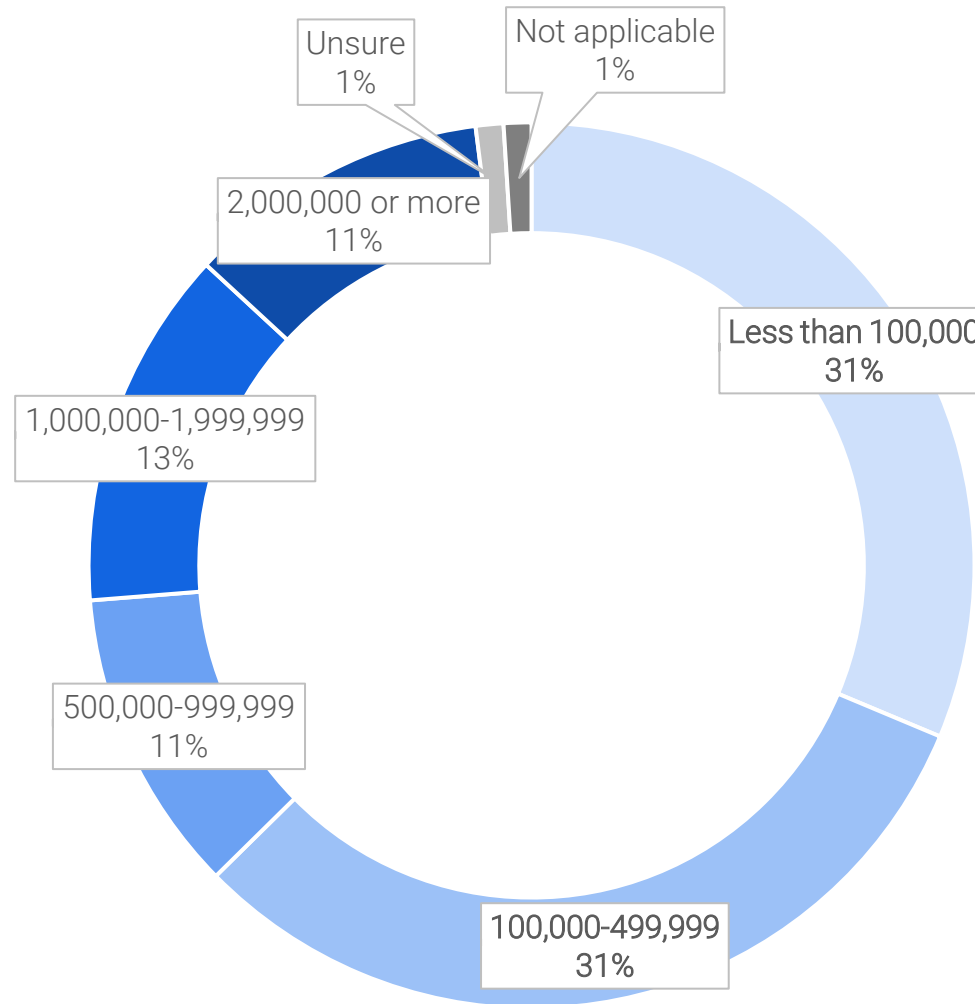 Unsure
1%
Not applicable
1%
2,000,000 or more
11%
Less than 100,000
31%
1,000,000-1,999,999
13%
500,000-999,999
11%
100,000-499,999
31%